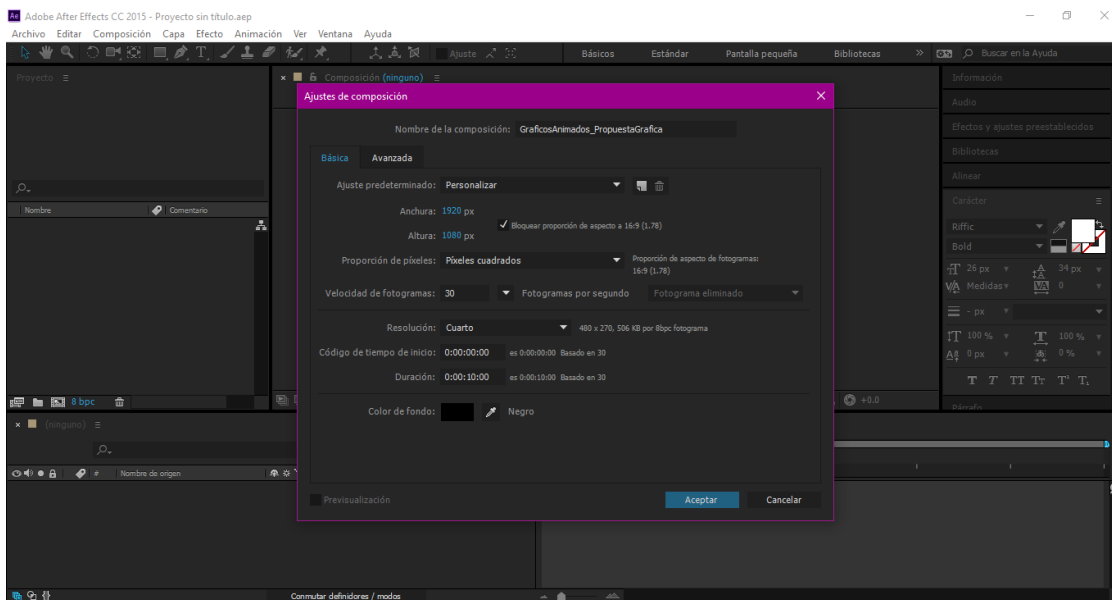 Ae Adobe After Effects CC 2015 - Proyecto sin título.aep
Archivo Editar Composición Capa Efecto Animación Ver Ventana Ayuda
Ajuste Básicos Estándar Pantalla pequeña Bibliotecas Buscar en la Ayuda
Proyecto
Composición (ninguno)
Información
Ajustes de composición
Audio
Nombre de la composición: GraficosAnimados_PropuestaGrafica
Efectos y ajustes preestablecidos
Básica Avanzada
Bibliotecas
Alinear
Ajuste predeterminado: Personalizar
Carácter
Nombre Comentario
Anchura: 1920 px
Bloquear proporción de aspecto a 16:9 (1.78)
Riffic
Altura: 1080 px
Bold
Proporción de píxeles: Píxeles cuadrados
Proporción de aspecto de fotogramas:
16:9 (1.78)
26 px 34 px
Medidas 0
Velocidad de fotogramas: 30 Fotogramas por segundo Fotograma eliminado
- px
Resolución: Cuarto 480 x 270, 506 KB por 8bpc fotograma
100 % 100 %
Código de tiempo de inicio: 0:00:00:00 es 0:00:00:00 Basado en 30
0 px 0 %
Duración: 0:00:10:00 es 0:00:10:00 Basado en 30
T T TT Tr T¹ T₁
8 bpc
+0.0
Párrafo
Color de fondo: Negro
(ninguno)
# Nombre de origen
Previsualización Aceptar Cancelar
Conmutar definidores / modos